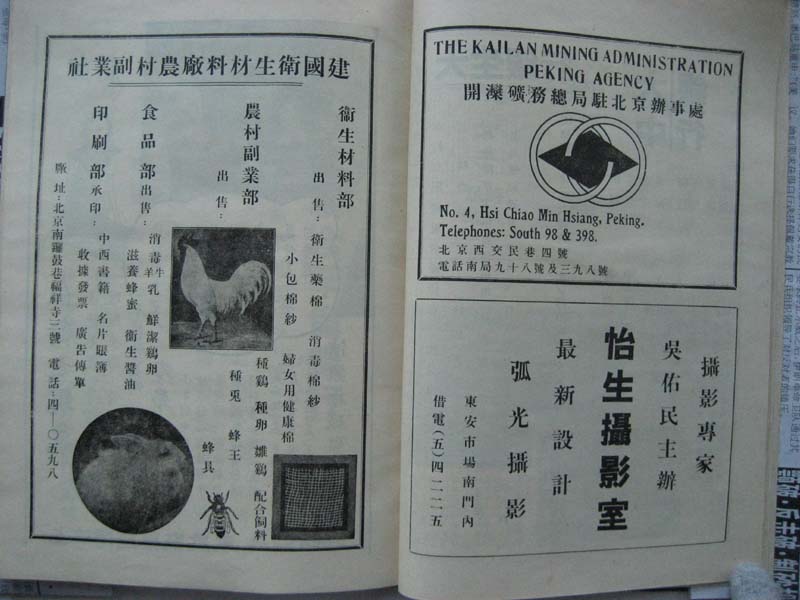 THE KAILAN MINING ADMINISTRATION
PEKING AGENCY
開灤礦務總局駐北京辦事處
No. 4, Hsi Chiao Min Hsiang, Peking.
Telephones: South 98 & 398.
北京西交民巷四號
電話南局九十八號及三九八號
攝影專家
吳佑民主辦
怡生攝影室
最新設計
弧光攝影
東安市場南門內
借電(五)四二一一五
建國衛生材料廠農村副業社
衛生材料部
出售:衛生藥棉 消毒棉紗
小包棉紗 婦女用健康棉
農村副業部
出售:
種鷄 種卵 雛鷄 配合飼料
種兎 蜂王 蜂具
食品部出售:消毒牛羊乳 鮮潔鷄卵
滋養蜂蜜 衞生醬油
印刷部承印:中西書籍 名片賬簿
收據發票 廣告傳單
廠址:北京南鑼鼓巷福祥寺三號 電話:四—〇五九八